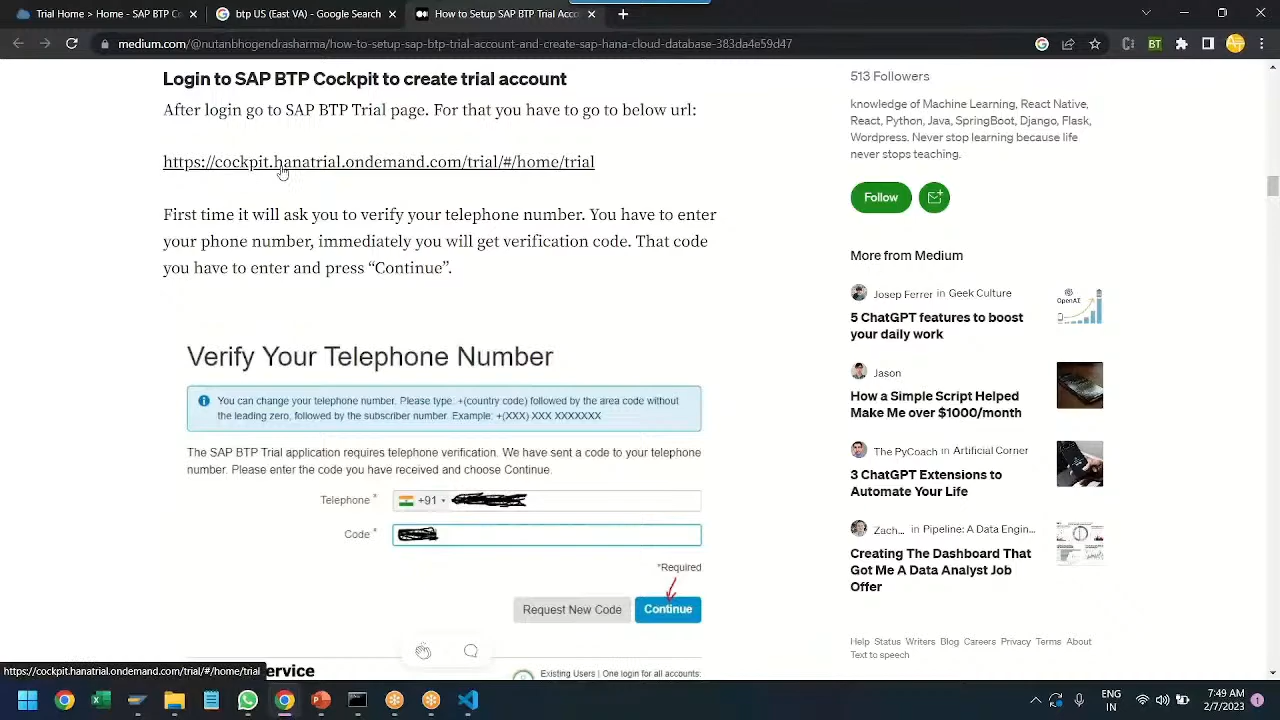 Trial Home > Home - SAP BTP C
btp US (East VA) - Google Search
How to Setup SAP BTP Trial Acco
medium.com/@nutanbhogendrasharma/how-to-setup-sap-btp-trial-account-and-create-sap-hana-cloud-database-383da4e59d47
BT
Login to SAP BTP Cockpit to create trial account
After login go to SAP BTP Trial page. For that you have to go to below url:
https://cockpit.hanatrial.ondemand.com/trial/#/home/trial
First time it will ask you to verify your telephone number. You have to enter
your phone number, immediately you will get verification code. That code
you have to enter and press “Continue”.
Verify Your Telephone Number
You can change your telephone number. Please type: +(country code) followed by the area code without
the leading zero, followed by the subscriber number. Example: +(XXX) XXX XXXXXXX
The SAP BTP Trial application requires telephone verification. We have sent a code to your telephone
number. Please enter the code you have received and choose Continue.
Telephone *
+91
Code *
*Required
Request New Code
Continue
ervice
Existing Users | One login for all accounts:
https://cockpit.hanatrial.ondemand.com/trial/#/home/trial
513 Followers
knowledge of Machine Learning, React Native,
React, Python, Java, SpringBoot, Django, Flask,
Wordpress. Never stop learning because life
never stops teaching.
Follow
More from Medium
Josep Ferrer in Geek Culture
5 ChatGPT features to boost
your daily work
OpenAI
Jason
How a Simple Script Helped
Make Me over $1000/month
The PyCoach in Artificial Corner
3 ChatGPT Extensions to
Automate Your Life
Zach... in Pipeline: A Data Engin...
Creating The Dashboard That
Got Me A Data Analyst Job
Offer
Help Status Writers Blog Careers Privacy Terms About
Text to speech
ENG
IN
7:49 AM
2/7/2023
1